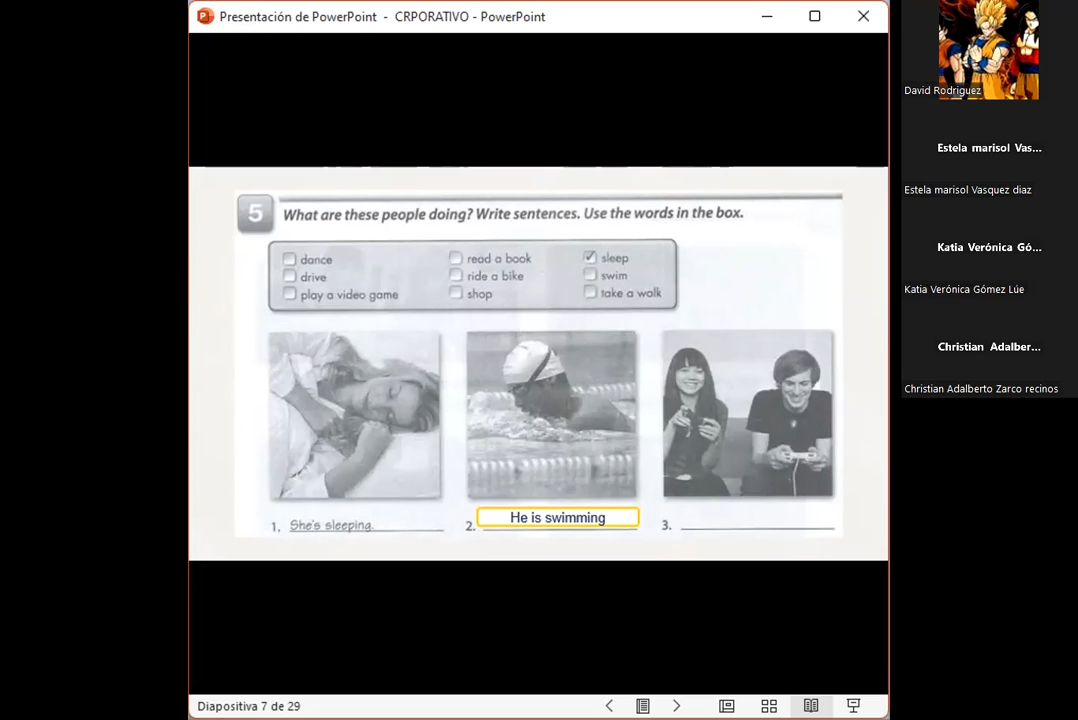 Presentación de PowerPoint - CRPORATIVO - PowerPoint
5 What are these people doing? Write sentences. Use the words in the box.
dance read a book sleep
drive ride a bike swim
play a video game shop take a walk
1. She's sleeping. 2. He is swimming 3.
Diapositiva 7 de 29
David Rodriguez
Estela marisol Vas...
Estela marisol Vasquez diaz
Katia Verónica Gó...
Katia Verónica Gómez Lúe
Christian Adalber...
Christian Adalberto Zarco recinos